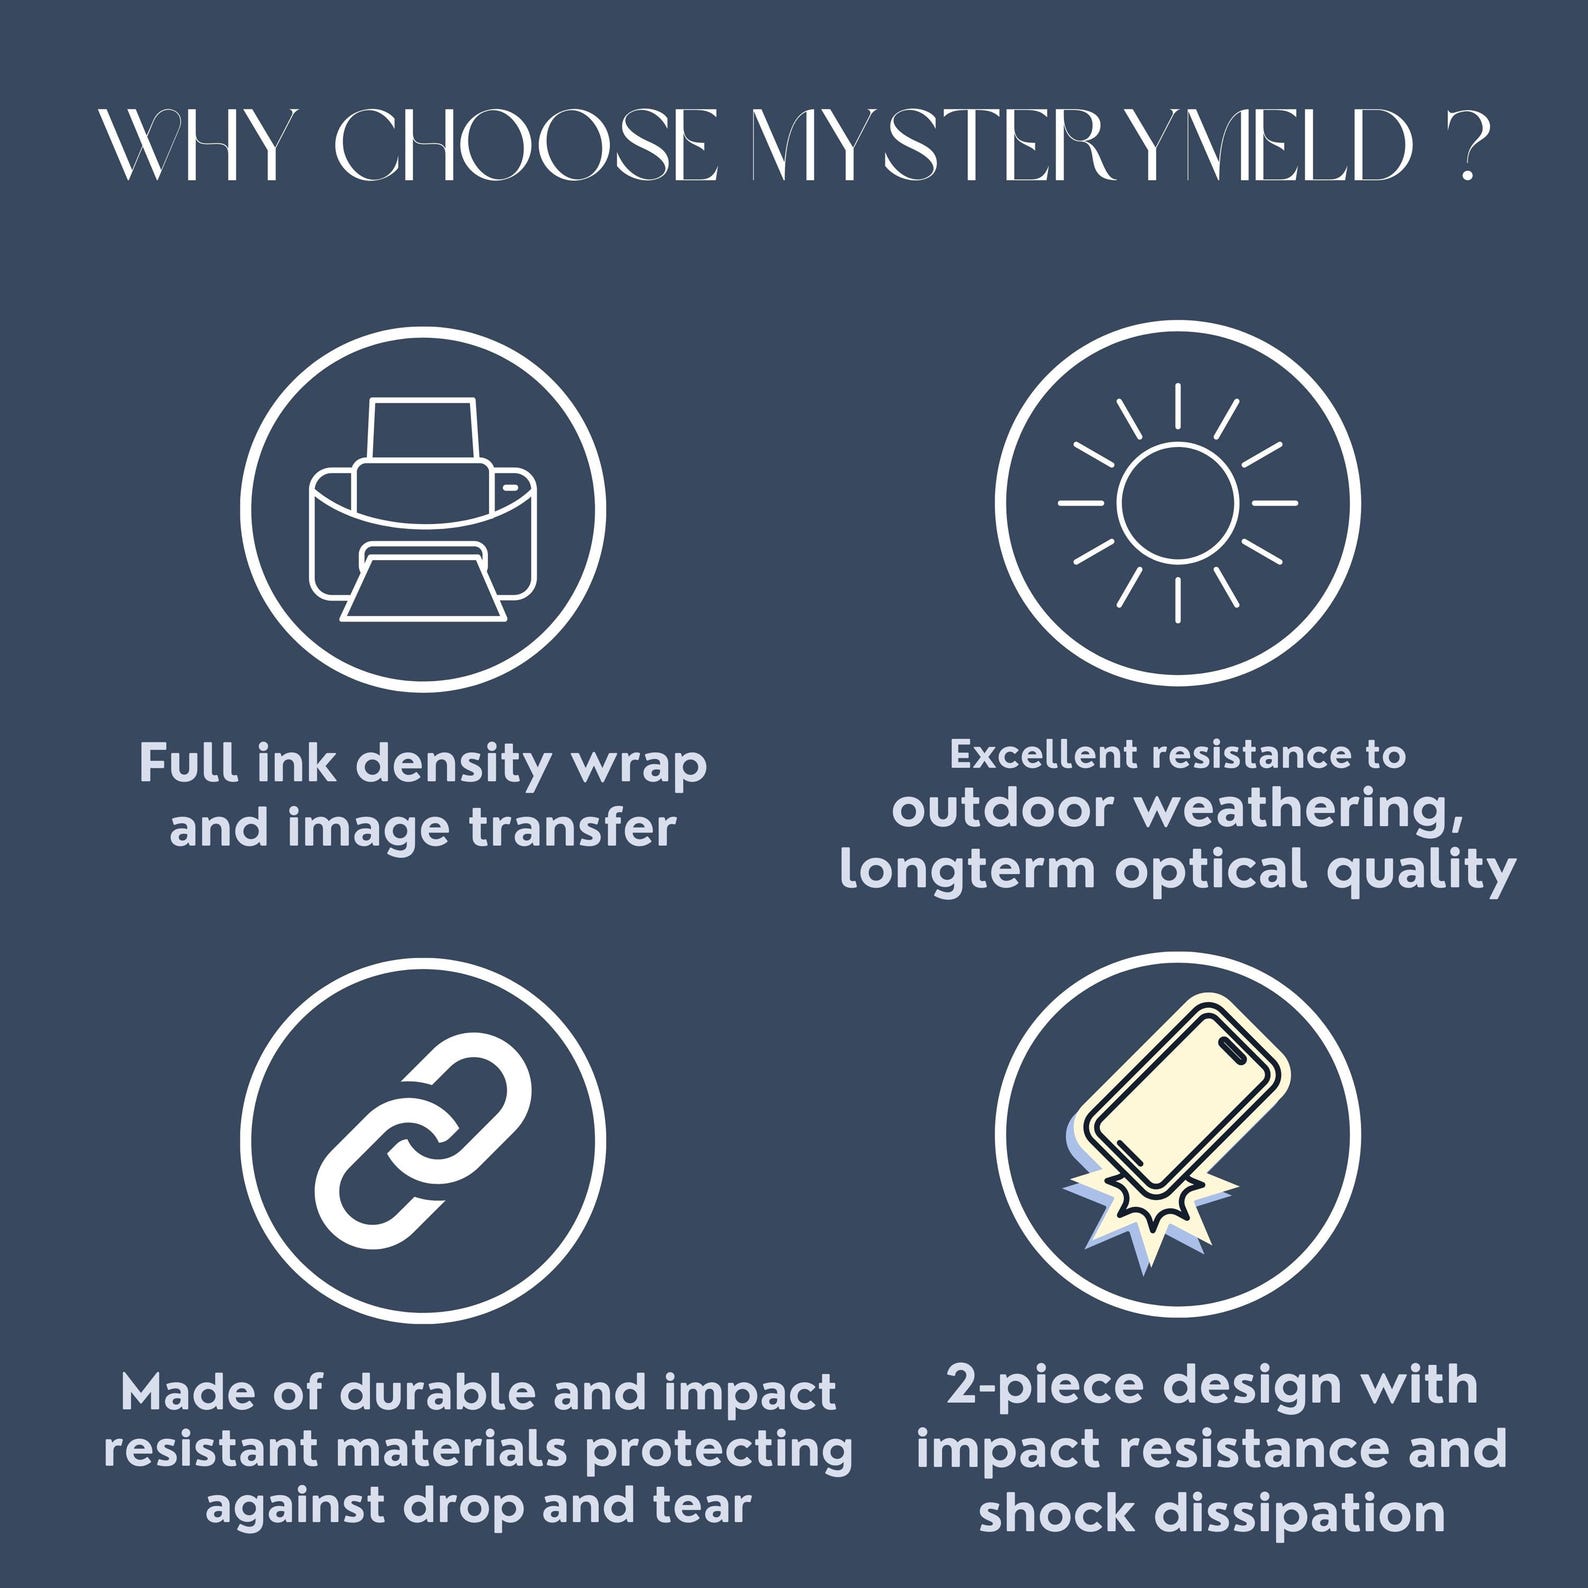 WHY CHOOSE MYSTERYMELD ?
Full ink density wrap
and image transfer
Excellent resistance to
outdoor weathering,
longterm optical quality
Made of durable and impact
resistant materials protecting
against drop and tear
2-piece design with
impact resistance and
shock dissipation